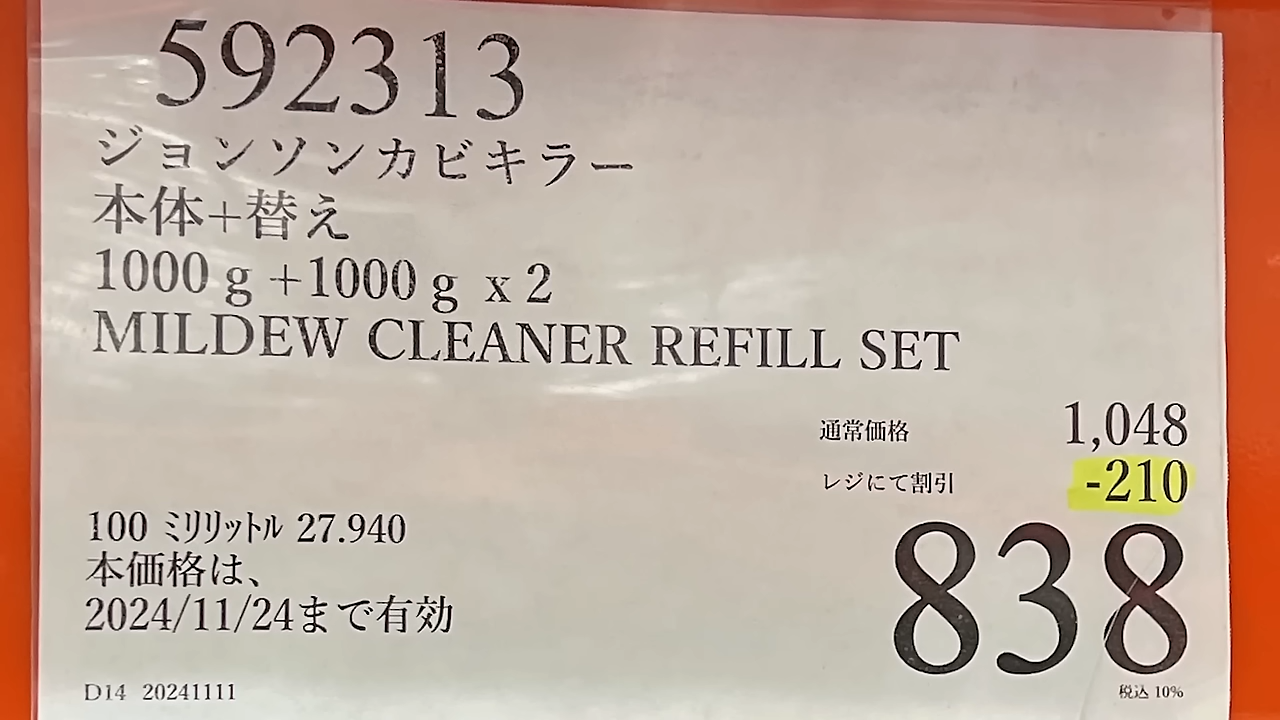 592313
ジョンソンカビキラー
本体+替え
1000 g +1000 g x 2
MILDEW CLEANER REFILL SET
通常価格 1,048
レジにて割引 -210
838
100 ミリリットル 27.940
本価格は、
2024/11/24まで有効
D14 20241111
税込 10%